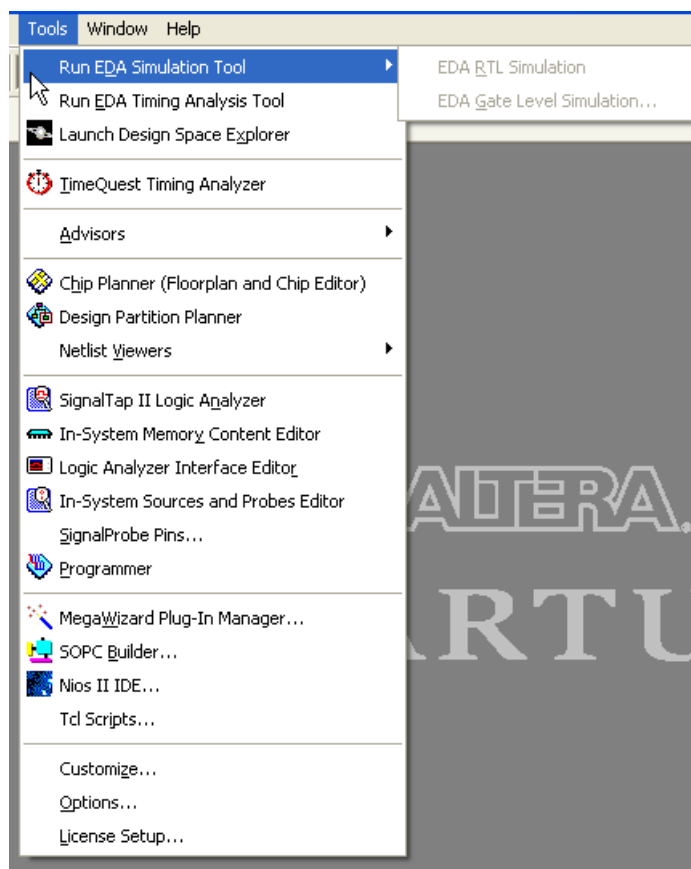 Tools Window Help
Run EDA Simulation Tool
EDA RTL Simulation
Run EDA Timing Analysis Tool
EDA Gate Level Simulation...
Launch Design Space Explorer
TimeQuest Timing Analyzer
Advisors
Chip Planner (Floorplan and Chip Editor)
Design Partition Planner
Netlist Viewers
SignalTap II Logic Analyzer
In-System Memory Content Editor
Logic Analyzer Interface Editor
In-System Sources and Probes Editor
SignalProbe Pins...
Programmer
MegaWizard Plug-In Manager...
SOPC Builder...
Nios II IDE...
Tcl Scripts...
Customize...
Options...
License Setup...
ALTERA
ARTU